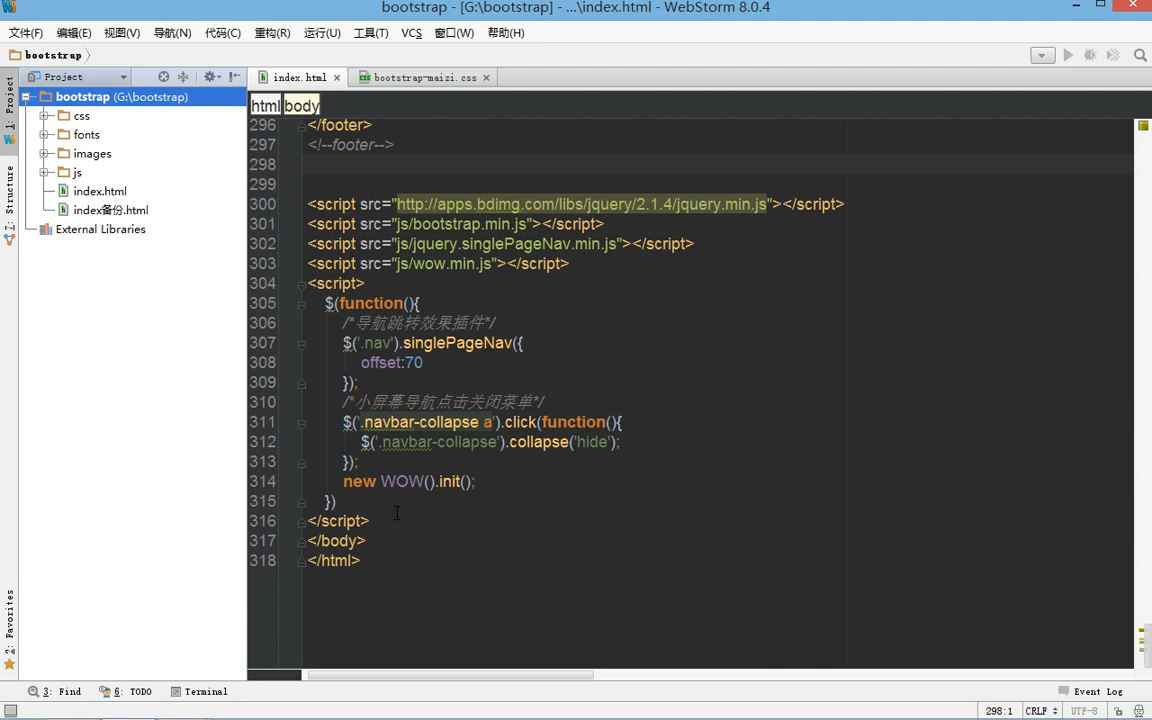 bootstrap - [G:\bootstrap] - ...\index.html - WebStorm 8.0.4
文件(F) 编辑(E) 视图(V) 导航(N) 代码(C) 重构(R) 运行(U) 工具(T) VCS 窗口(W) 帮助(H)
bootstrap
Project
index.html
bootstrap-maizi.css
1: Project
Structure
2: Favorites
bootstrap (G:\bootstrap)
css
fonts
images
js
index.html
index备份.html
External Libraries
html body
296 </footer>
297 <!--footer-->
298
299
300 <script src="http://apps.bdimg.com/libs/jquery/2.1.4/jquery.min.js"></script>
301 <script src="js/bootstrap.min.js"></script>
302 <script src="js/jquery.singlePageNav.min.js"></script>
303 <script src="js/wow.min.js"></script>
304 <script>
305 $(function(){
306 /*导航跳转效果插件*/
307 $('.nav').singlePageNav({
308 offset:70
309 });
310 /*小屏幕导航点击关闭菜单*/
311 $('.navbar-collapse a').click(function(){
312 $('.navbar-collapse').collapse('hide');
313 });
314 new WOW().init();
315 })
316 </script>
317 </body>
318 </html>
3: Find 6: TODO Terminal
Event Log
298:1 CRLF UTF-8